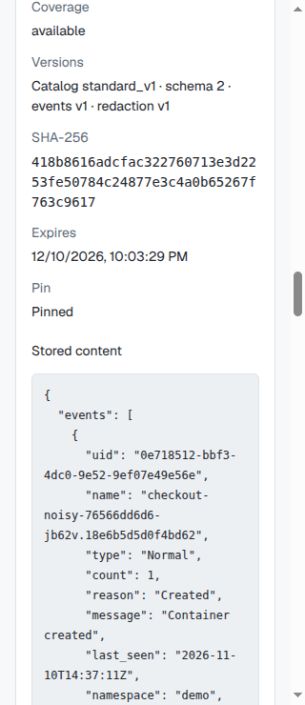 Coverage
available
Versions
Catalog standard_v1 · schema 2 ·
events v1 · redaction v1
SHA-256
418b8616adcfac322760713e3d22
53fe50784c24877e3c4a0b65267f
763c9617
Expires
12/10/2026, 10:03:29 PM
Pin
Pinned
Stored content
{
  "events": [
    {
      "uid": "0e718512-bbf3-
4dc0-9e52-9ef07e49e56e",
      "name": "checkout-
noisy-76566dd6d6-
jb62v.18e6b5d5d0f4bd62",
      "type": "Normal",
      "count": 1,
      "reason": "Created",
      "message": "Container
created",
      "last_seen": "2026-11-
10T14:37:11Z",
      "namespace": "demo",